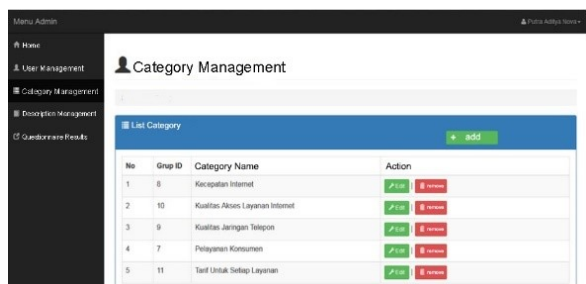 Manu Admin
Putra Aditya Nova
Home
User Management
Category Management
Description Management
Questionnaire Results
Category Management
List Category
+ add
No Grup ID Category Name Action
1 8 Kecepatan Internet Edit | remove
2 10 Kualitas Akses Layanan Internet Edit | remove
3 9 Kualitas Jaringan Telepon Edit | remove
4 7 Pelayanan Konsumen Edit | remove
5 11 Tarif Untuk Setiap Layanan Edit | remove